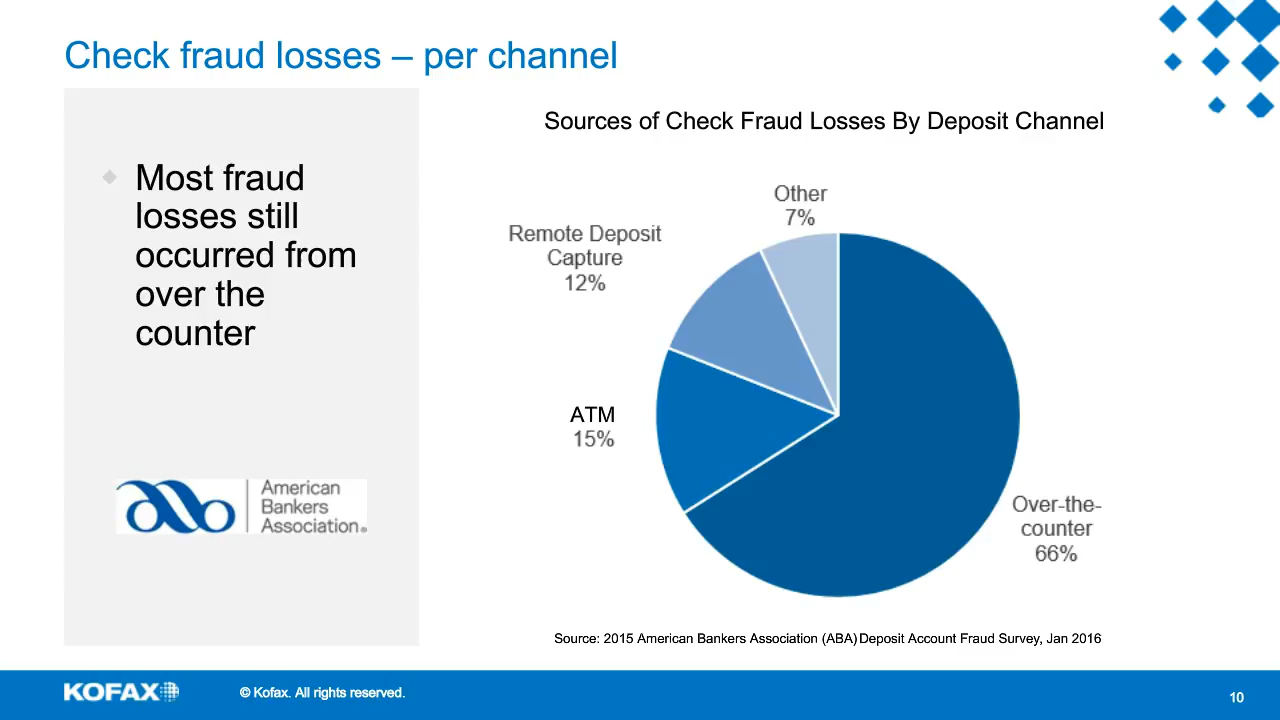 Check fraud losses – per channel
Most fraud
losses still
occurred from
over the
counter
American
Bankers
Association®
Sources of Check Fraud Losses By Deposit Channel
Other
7%
Remote Deposit
Capture
12%
ATM
15%
Over-the-
counter
66%
Source: 2015 American Bankers Association (ABA) Deposit Account Fraud Survey, Jan 2016
KOFAX
© Kofax. All rights reserved.
10